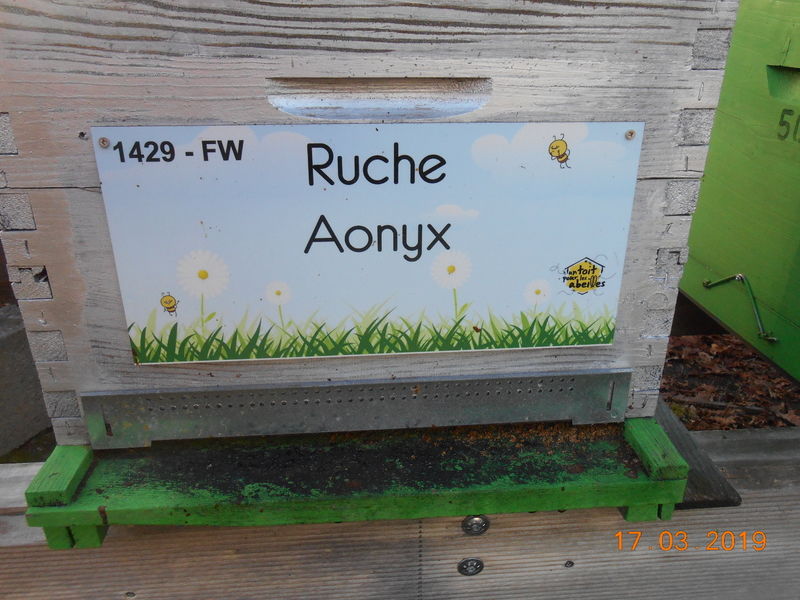 1429 - FW
Ruche
Aonyx
un toit
pour les
abeilles
17.03.2019